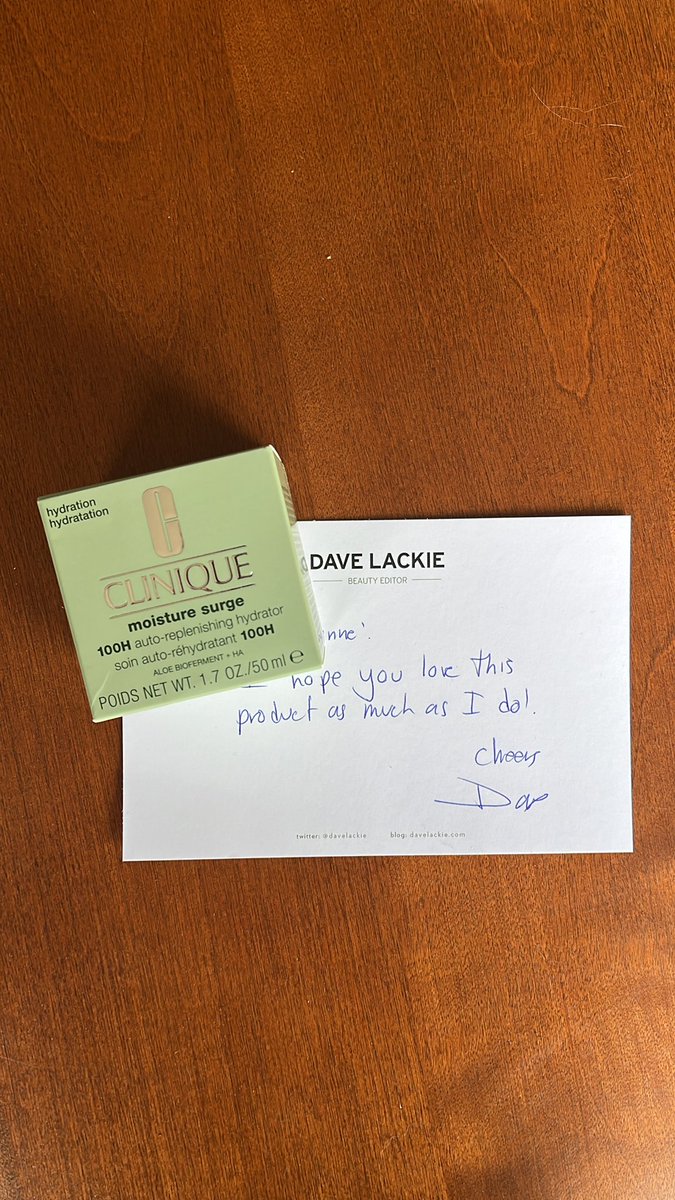 hydration
hydratation
CLINIQUE
moisture surge
100H auto-replenishing hydrator
soin auto-réhydratant 100H
ALOE BIOFERMENT + HA
POIDS NET WT. 1.7 OZ./50 ml e
DAVE LACKIE
BEAUTY EDITOR
hope you love this
product as much as I do!
Cheers
Dave
twitter: @davelackie blog: davelackie.com